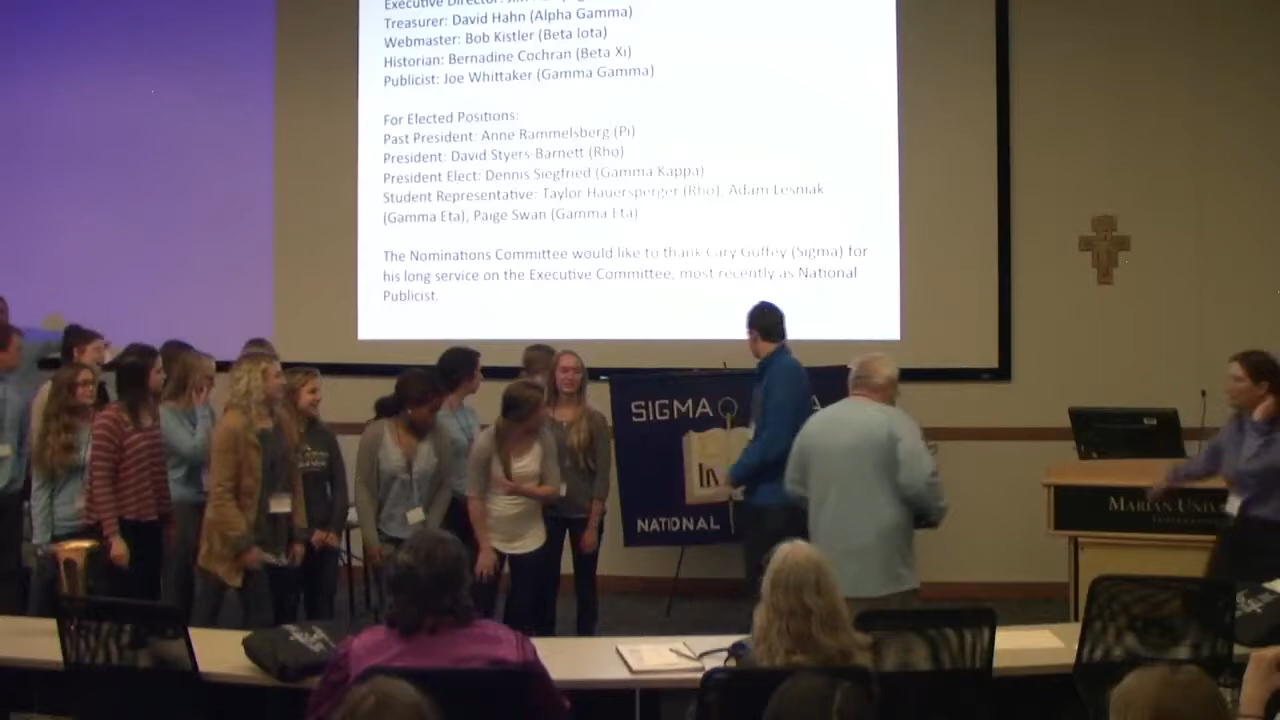 Executive Director:
Treasurer: David Hahn (Alpha Gamma)
Webmaster: Bob Kistler (Beta Iota)
Historian: Bernadine Cochran (Beta Xi)
Publicist: Joe Whittaker (Gamma Gamma)
For Elected Positions:
Past President: Anne Rammelsberg (Pi)
President: David Styers-Barnett (Rho)
President Elect: Dennis Siegfried (Gamma Kappa)
Student Representative: Taylor Hauersperger (Rho), Adam Lesniak
(Gamma Eta), Paige Swan (Gamma Eta)
The Nominations Committee would like to thank Cary Guffey (Sigma) for
his long service on the Executive Committee, most recently as National
Publicist.
SIGMA
NATIONAL
MARIAN